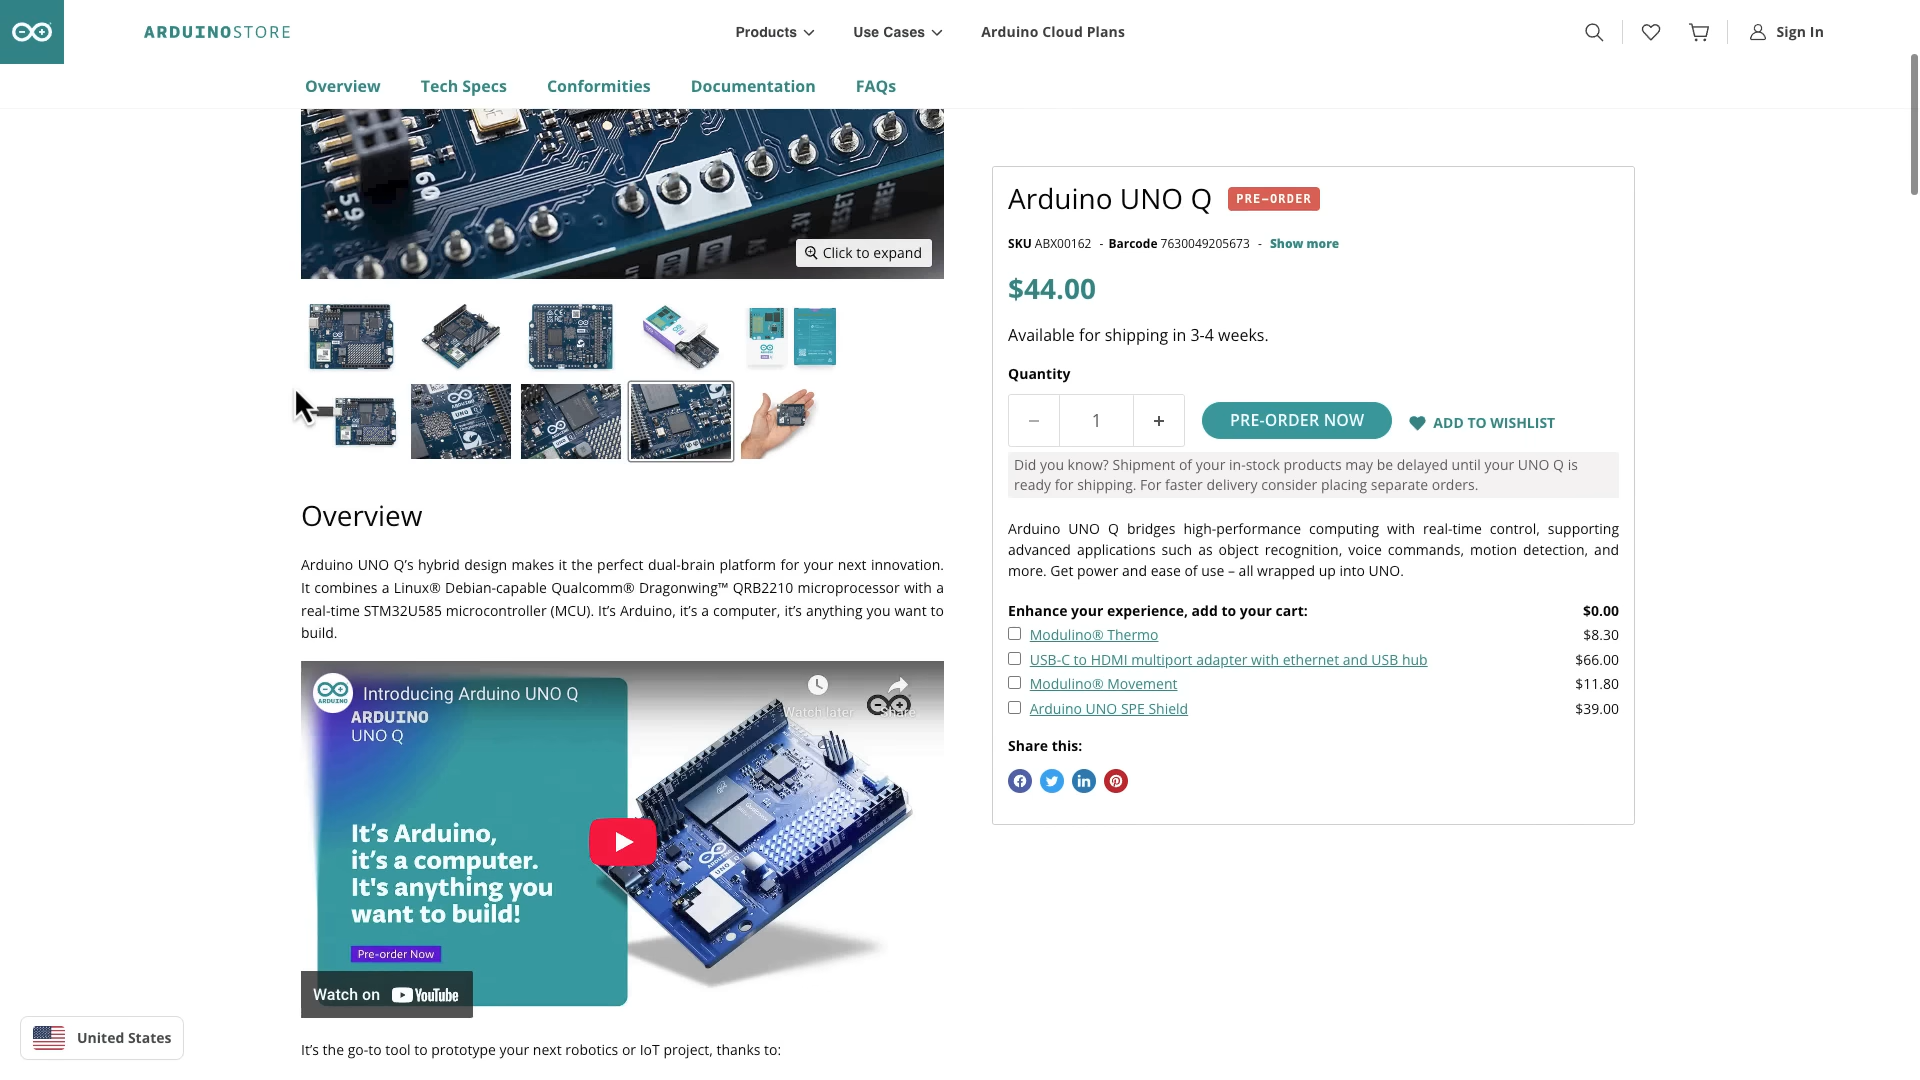 ARDUINOSTORE
Products
Use Cases
Arduino Cloud Plans
Sign In
Overview
Tech Specs
Conformities
Documentation
FAQs
59
60
RESET
Click to expand
Arduino UNO Q
PRE-ORDER
SKU ABX00162 - Barcode 7630049205673 - Show more
$44.00
Available for shipping in 3-4 weeks.
Quantity
1
PRE-ORDER NOW
ADD TO WISHLIST
Did you know? Shipment of your in-stock products may be delayed until your UNO Q is
ready for shipping. For faster delivery consider placing separate orders.
Arduino UNO Q bridges high-performance computing with real-time control, supporting
advanced applications such as object recognition, voice commands, motion detection, and
more. Get power and ease of use – all wrapped up into UNO.
Enhance your experience, add to your cart: $0.00
Modulino® Thermo $8.30
USB-C to HDMI multiport adapter with ethernet and USB hub $66.00
Modulino® Movement $11.80
Arduino UNO SPE Shield $39.00
Share this:
Overview
Arduino UNO Q’s hybrid design makes it the perfect dual-brain platform for your next innovation.
It combines a Linux® Debian-capable Qualcomm® Dragonwing™ QRB2210 microprocessor with a
real-time STM32U585 microcontroller (MCU). It’s Arduino, it’s a computer, it’s anything you want to
build.
ARDUINO
Introducing Arduino UNO Q
Watch later
Share
ARDUINO
UNO Q
It’s Arduino,
it’s a computer.
It's anything you
want to build!
Pre-order Now
Watch on YouTube
It’s the go-to tool to prototype your next robotics or IoT project, thanks to:
United States